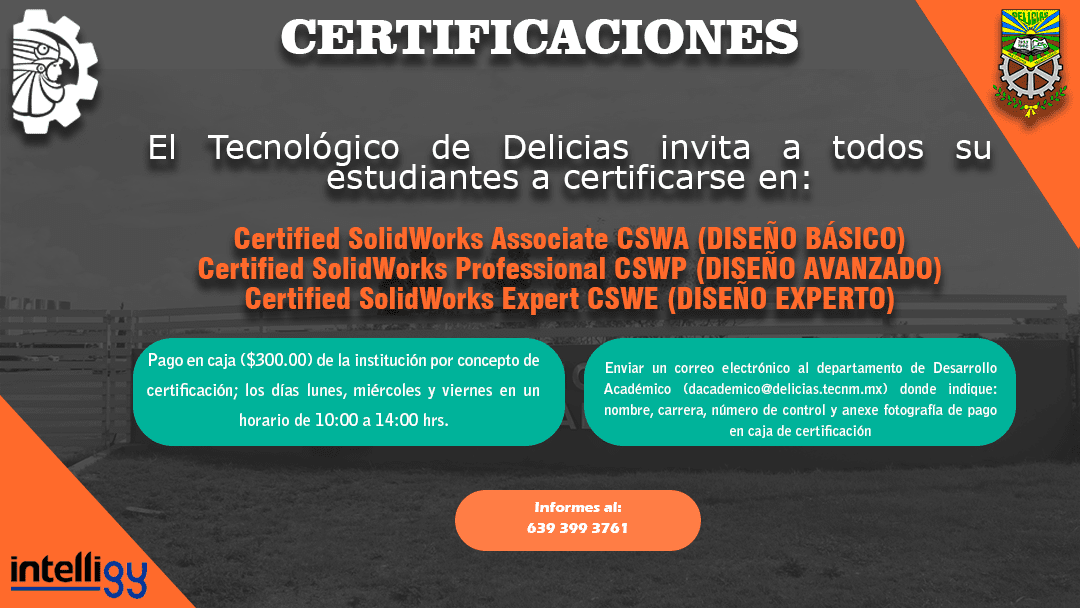 CERTIFICACIONES
DELICIAS
El Tecnológico de Delicias invita a todos su
estudiantes a certificarse en:
Certified SolidWorks Associate CSWA (DISEÑO BÁSICO)
Certified SolidWorks Professional CSWP (DISEÑO AVANZADO)
Certified SolidWorks Expert CSWE (DISEÑO EXPERTO)
Pago en caja ($300.00) de la institución por concepto de
certificación; los días lunes, miércoles y viernes en un
horario de 10:00 a 14:00 hrs.
Enviar un correo electrónico al departamento de Desarrollo
Académico (dacademico@delicias.tecnm.mx) donde indique:
nombre, carrera, número de control y anexe fotografía de pago
en caja de certificación
Informes al:
639 399 3761
intelligy